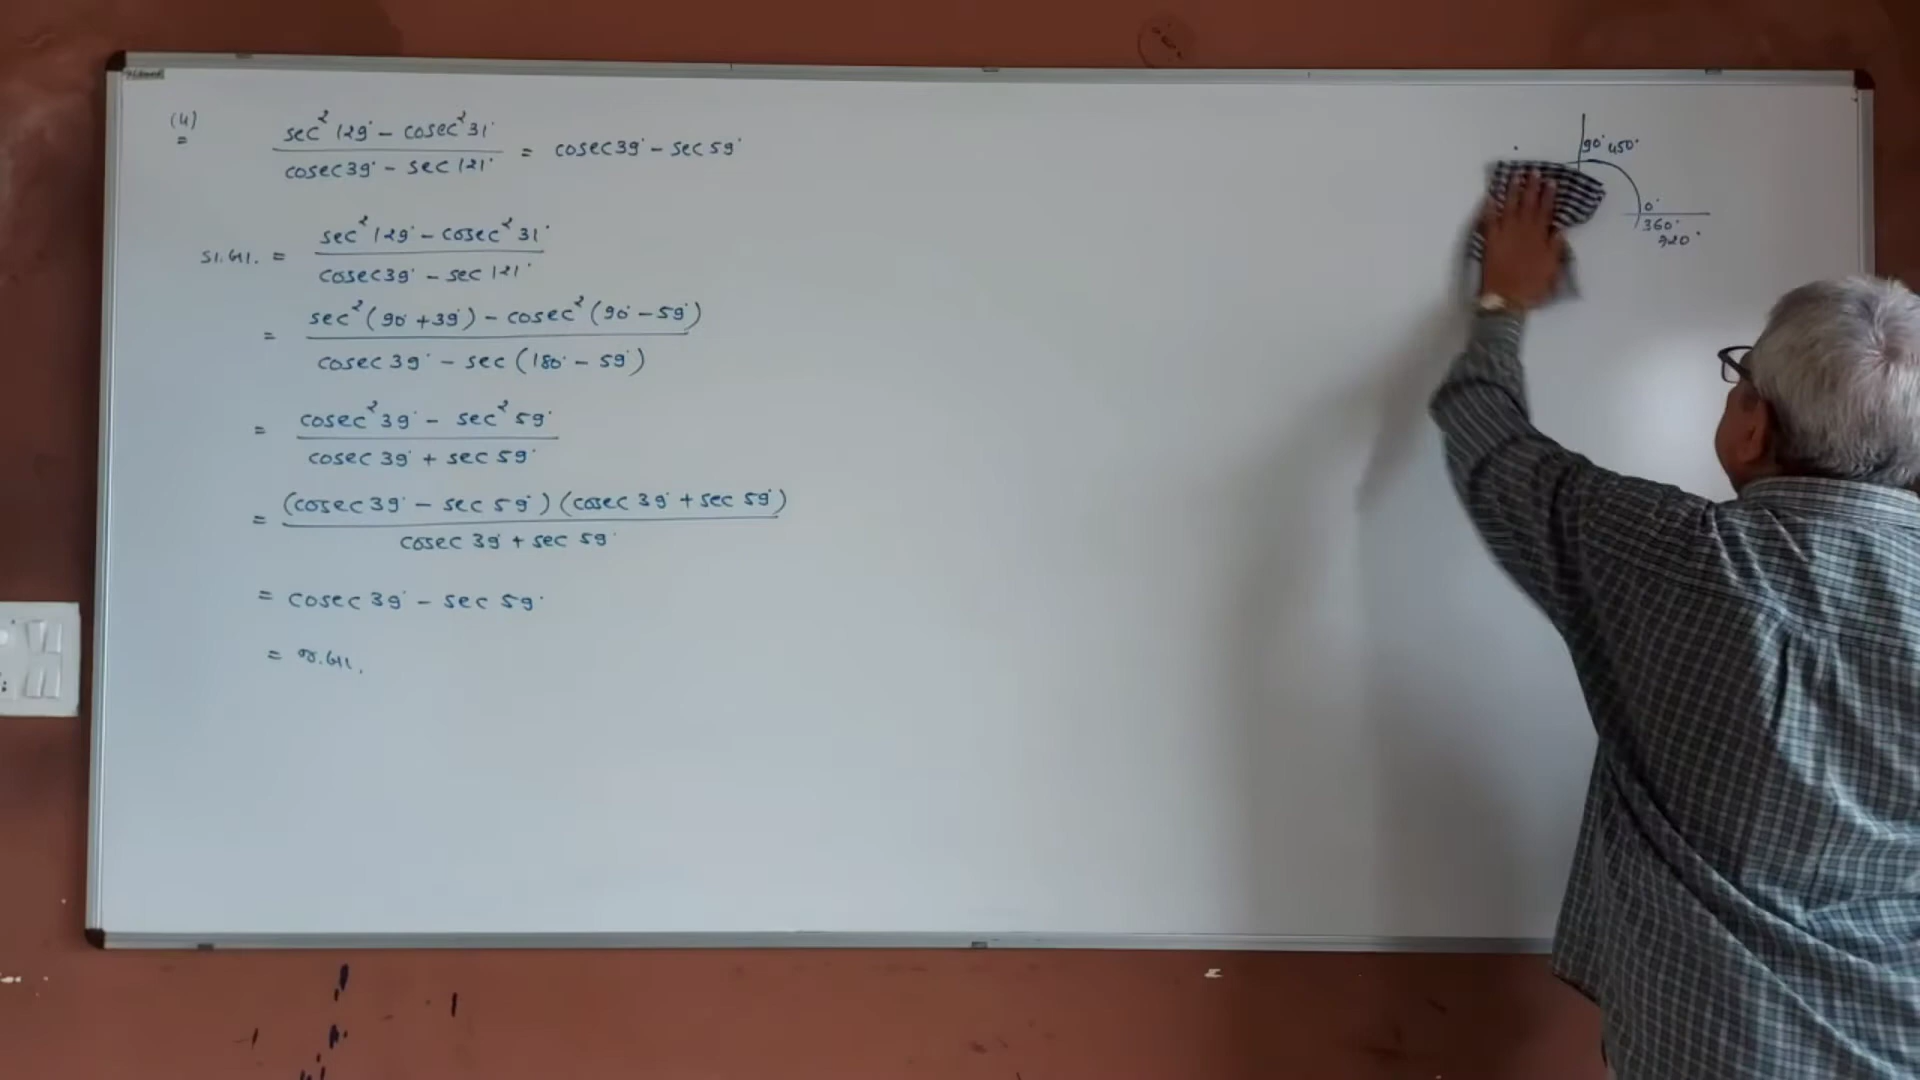 (4) sec² 129° - cosec² 31° / cosec 39° - sec 121° = cosec 39° - sec 59°
ડા.બા. = sec² 129° - cosec² 31° / cosec 39° - sec 121°
= sec² (90° + 39°) - cosec² (90° - 59°) / cosec 39° - sec (180° - 59°)
= cosec² 39° - sec² 59° / cosec 39° + sec 59°
= (cosec 39° - sec 59°) (cosec 39° + sec 59°) / cosec 39° + sec 59°
= cosec 39° - sec 59°
= જ.બા.
90° 450°
0°
360°
720°